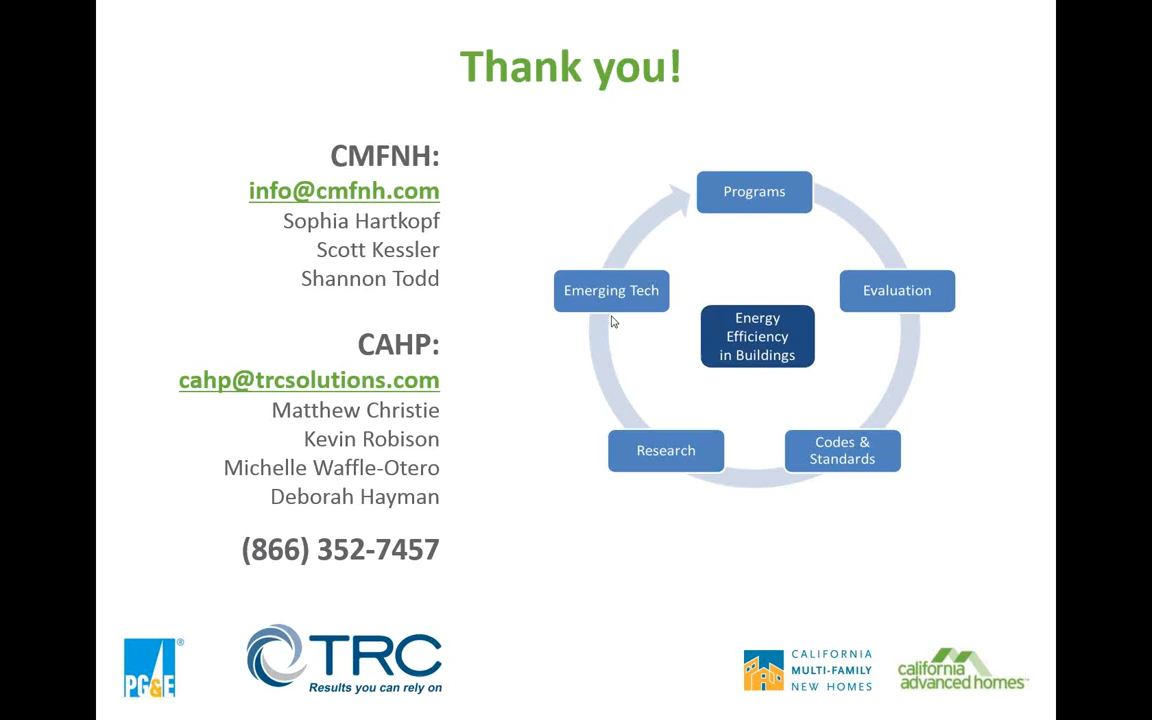 Thank you!
CMFNH:
info@cmfnh.com
Sophia Hartkopf
Scott Kessler
Shannon Todd
CAHP:
cahp@trcsolutions.com
Matthew Christie
Kevin Robison
Michelle Waffle-Otero
Deborah Hayman
(866) 352-7457
Programs
Evaluation
Codes &
Standards
Research
Emerging Tech
Energy
Efficiency
in Buildings
PG&E®
TRC
Results you can rely on
CALIFORNIA
MULTI-FAMILY
NEW HOMES
california
advanced homes™